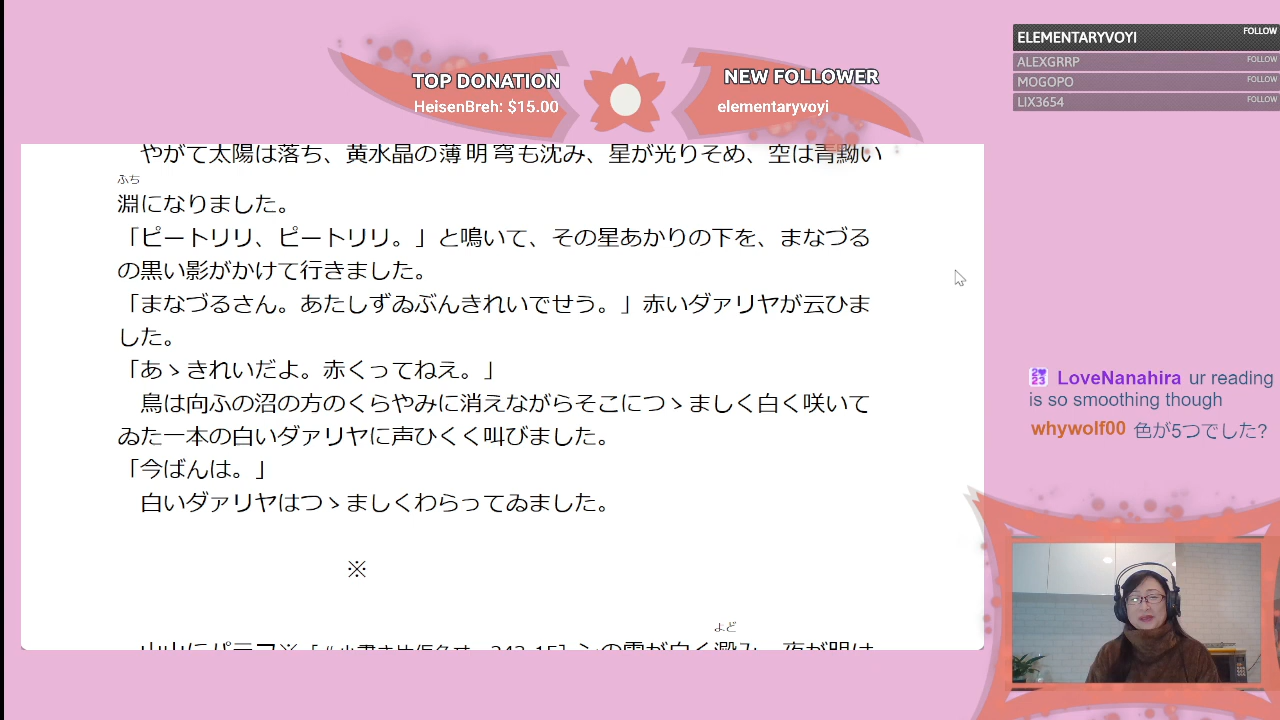 TOP DONATION
HeisenBreh: $15.00
NEW FOLLOWER
elementaryvoyi
ELEMENTARYVOYI FOLLOW
ALEXGRRP FOLLOW
MOGOPO FOLLOW
LIX3654 FOLLOW
やがて太陽は落ち、黄水晶の薄明穹も沈み、星が光りそめ、空は青黝い
ふち
淵になりました。
「ピートリリ、ピートリリ。」と鳴いて、その星あかりの下を、まなづる
の黒い影がかけて行きました。
「まなづるさん。あたしずゐぶんきれいでせう。」赤いダァリヤが云ひま
した。
「あゝきれいだよ。赤くってねえ。」
鳥は向ふの沼の方のくらやみに消えながらそこにつゝましく白く咲いて
ゐた一本の白いダァリヤに声ひくく叫びました。
「今ばんは。」
白いダァリヤはつゝましくわらってゐました。
※
よど
LoveNanahira ur reading
is so smoothing though
whywolf00 色が5つでした?